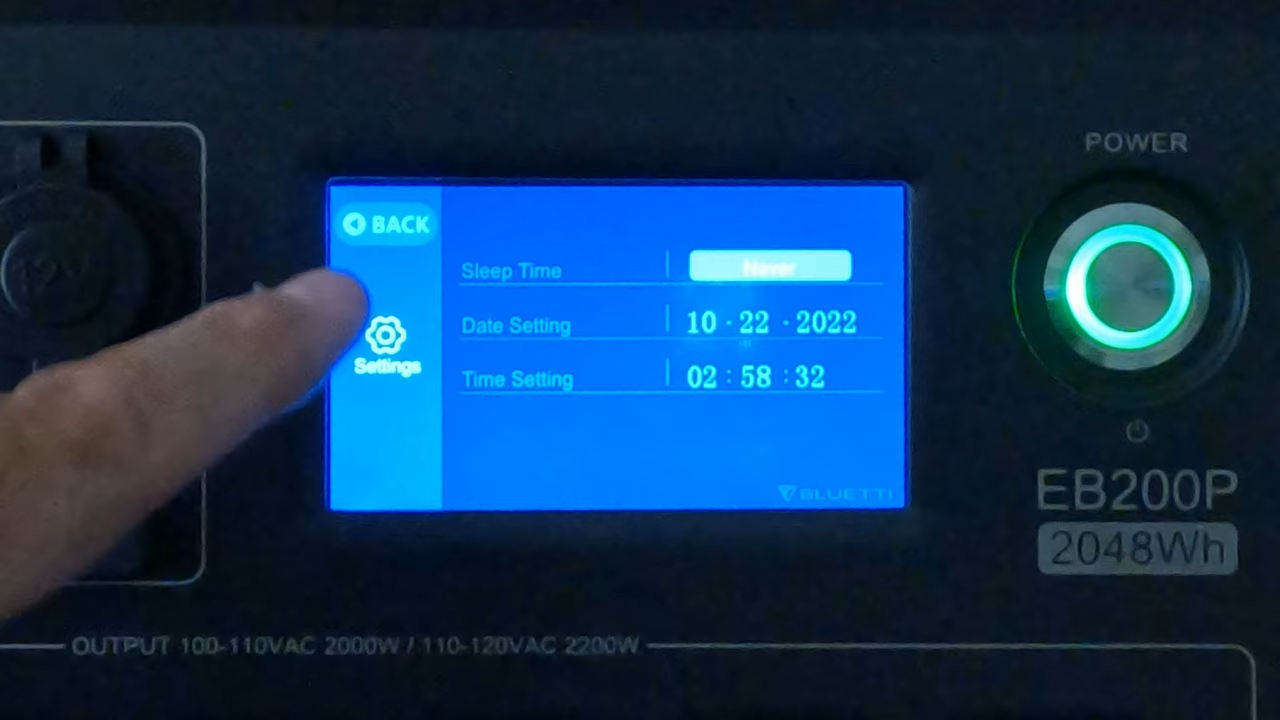 POWER
BACK
Sleep Time Never
Date Setting 10 · 22 · 2022
Settings
Time Setting 02 : 58 : 32
BLUETTI
EB200P
2048Wh
OUTPUT 100-110VAC 2000W / 110-120VAC 2200W